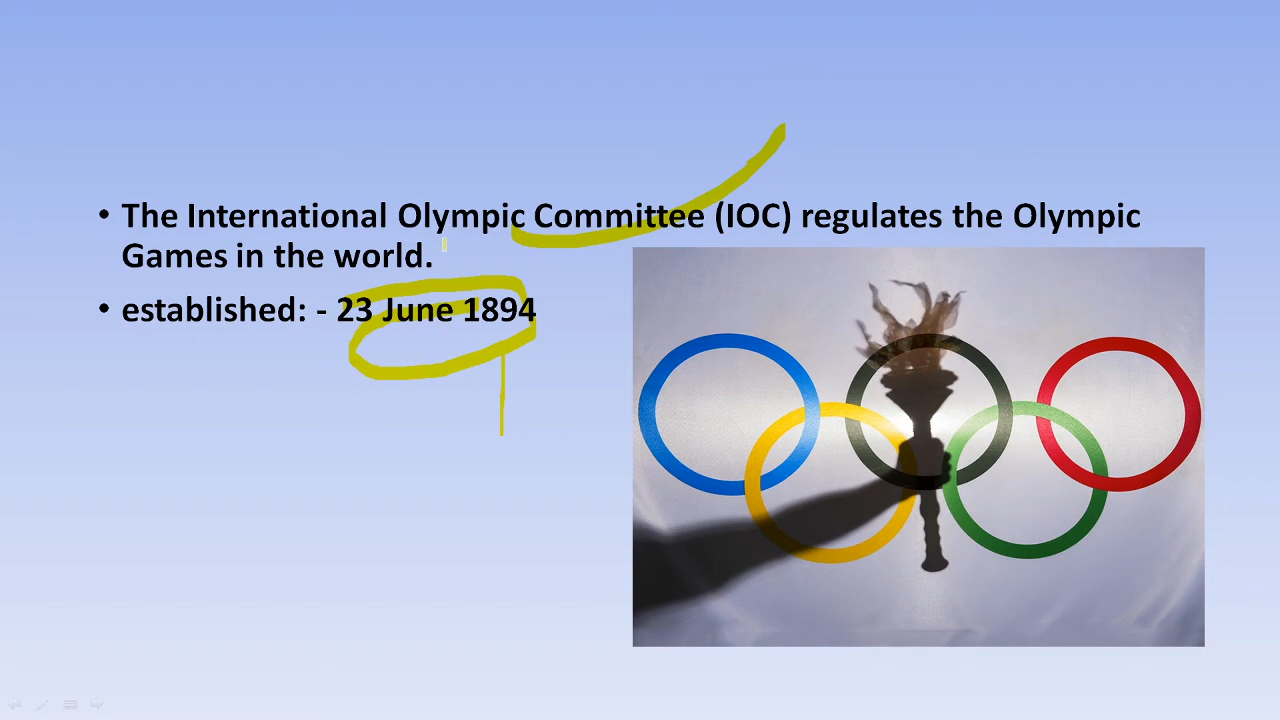 • The International Olympic Committee (IOC) regulates the Olympic
Games in the world.
• established: - 23 June 1894